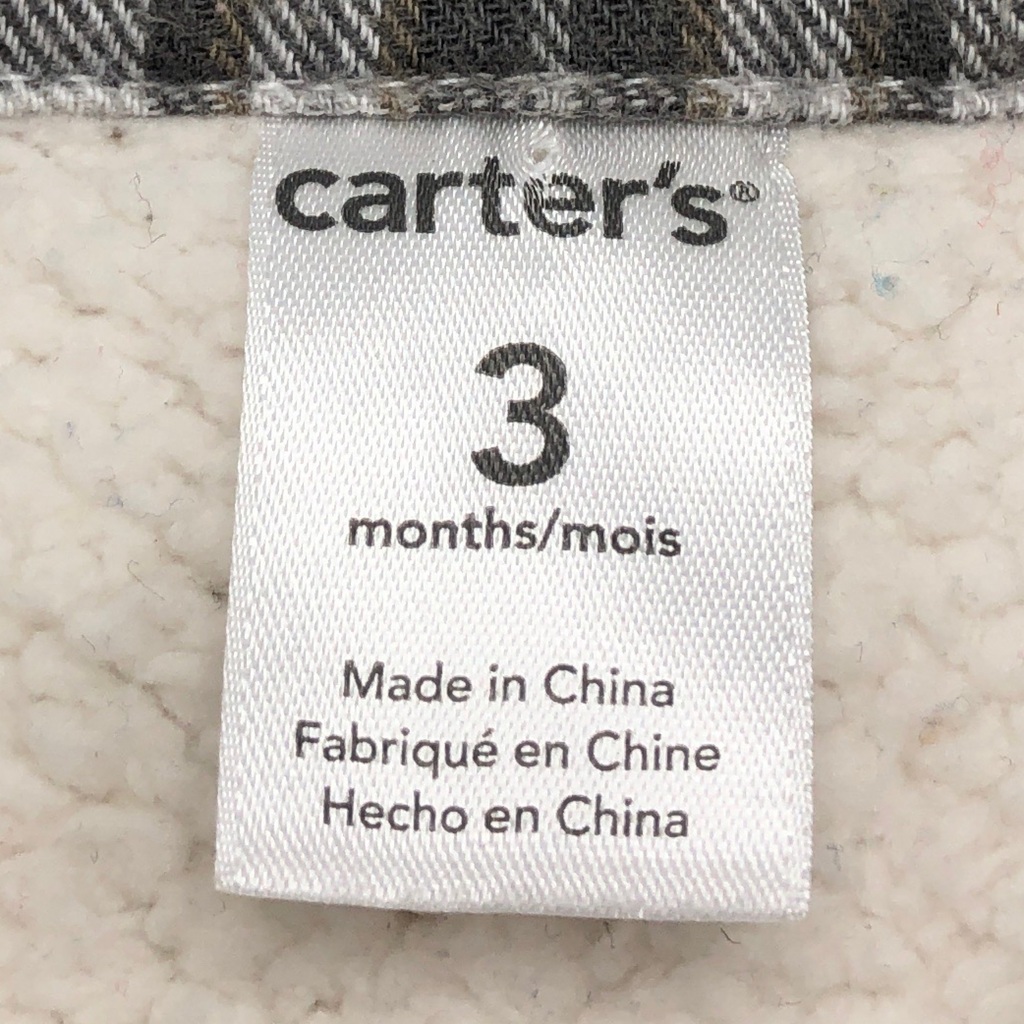 carter's®
3
months/mois
Made in China
Fabriqué en Chine
Hecho en China